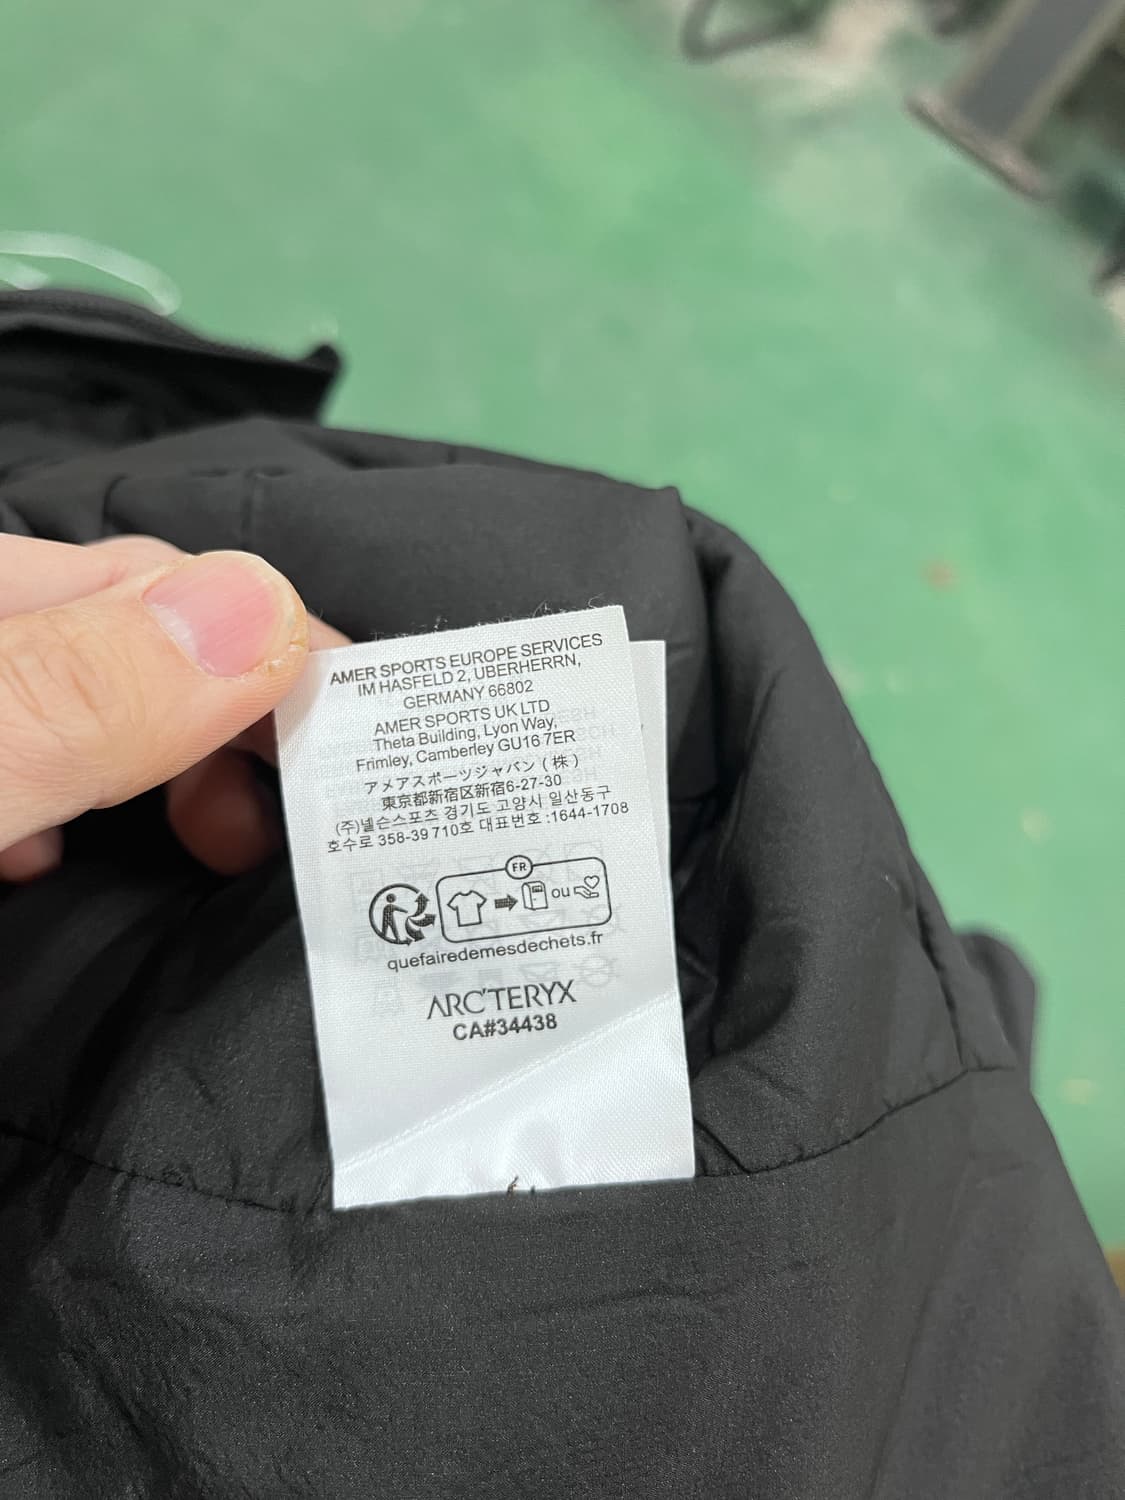 AMER SPORTS EUROPE SERVICES
IM HASFELD 2, UBERHERRN,
GERMANY 66802
AMER SPORTS UK LTD
Theta Building, Lyon Way,
Frimley, Camberley GU16 7ER
アメアスポーツジャパン(株)
東京都新宿区新宿6-27-30
(주)넬슨스포츠 경기도 고양시 일산동구
호수로 358-39 710호 대표번호:1644-1708
FR
ou
quefairedemesdechets.fr
ARC'TERYX
CA#34438